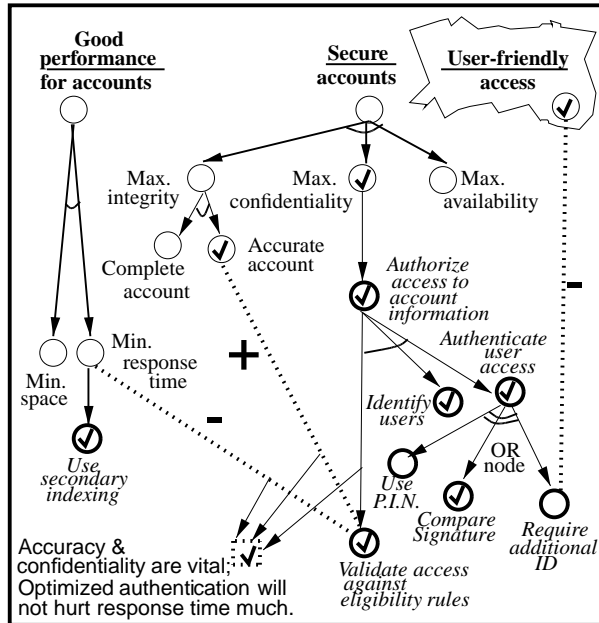 Good
performance
for accounts
Secure
accounts
User-friendly
access
Max.
integrity
Max.
confidentiality
Max.
availability
Complete
account
Accurate
account
Authorize
access to
account
information
Authenticate
user
access
Min.
space
Min.
response
time
+
-
-
Identify
users
Use
secondary
indexing
Use
P.I.N.
OR
node
Compare
Signature
Require
additional
ID
Accuracy &
confidentiality are vital;
Optimized authentication will
not hurt response time much.
Validate access
against
eligibility rules